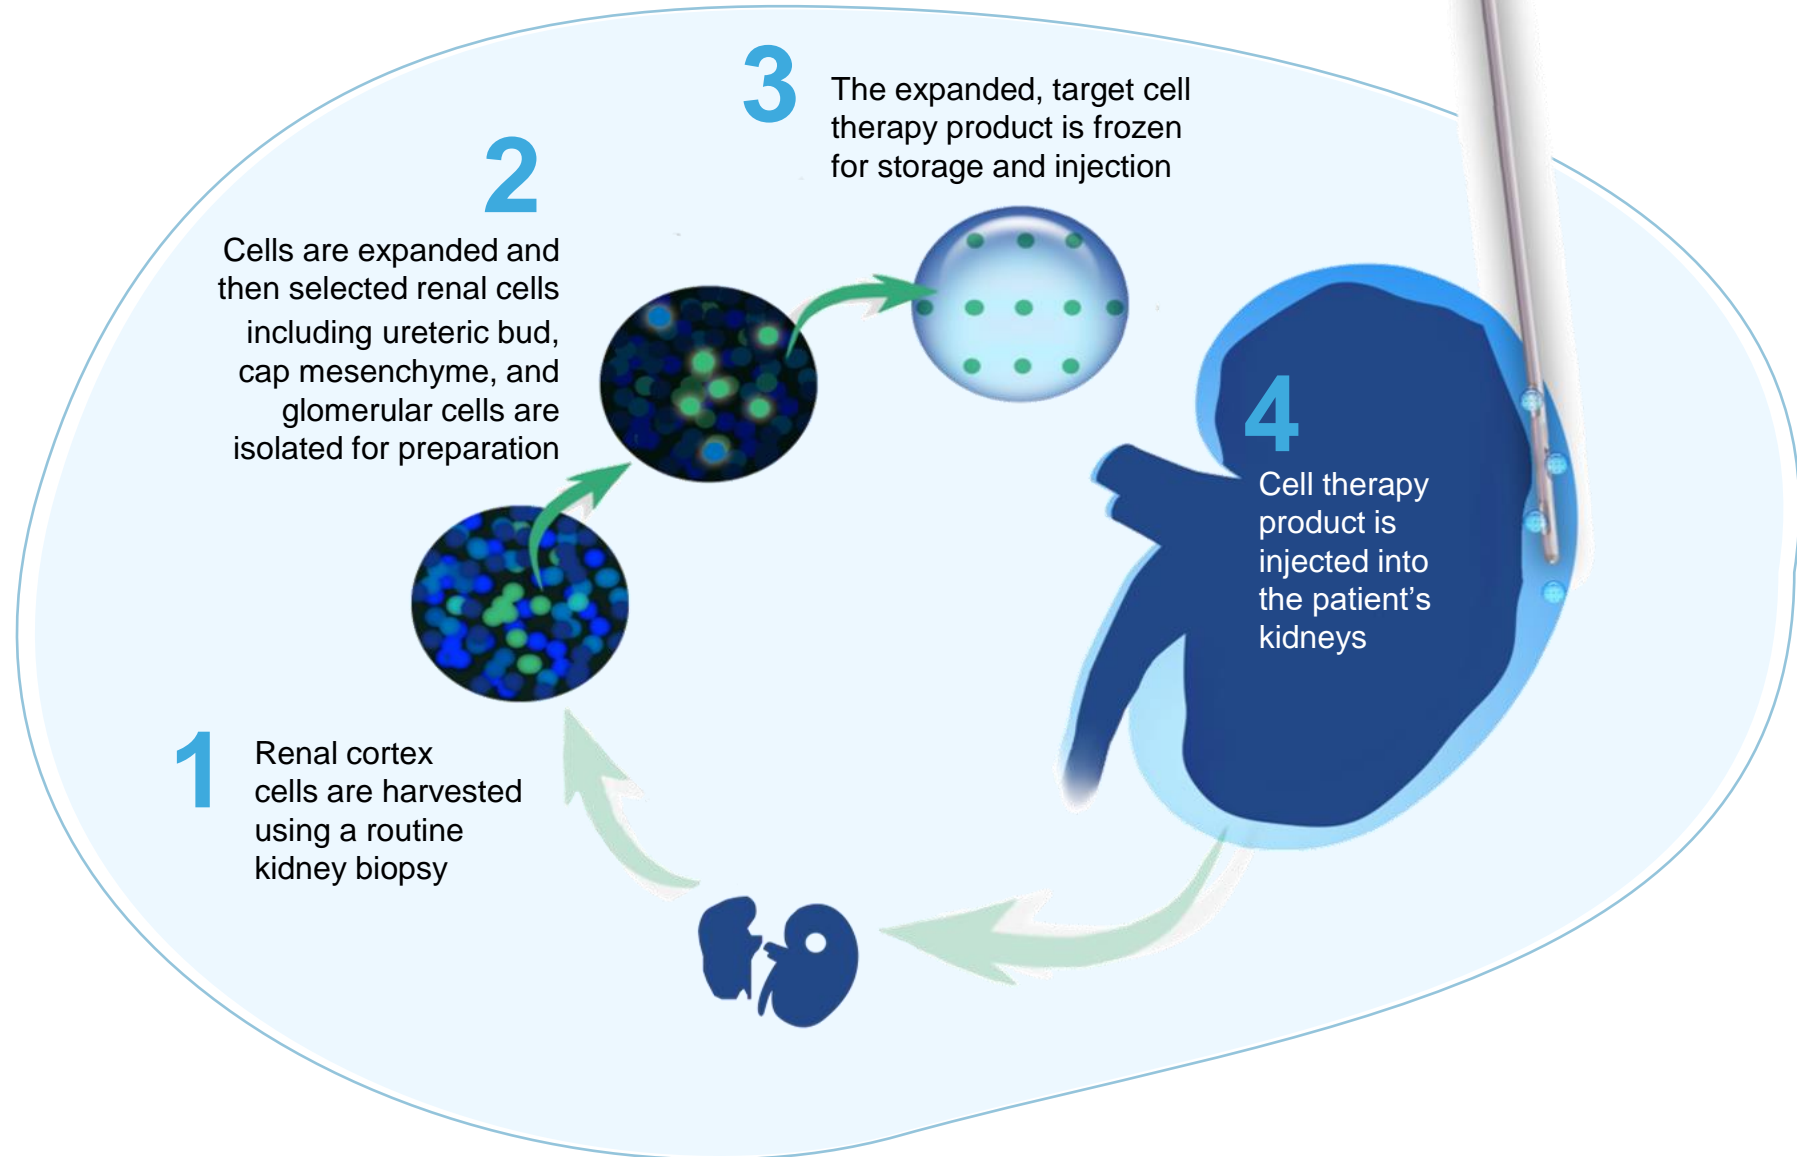 1
Renal cortex
cells are harvested
using a routine
kidney biopsy
2
Cells are expanded and
then selected renal cells
including ureteric bud,
cap mesenchyme, and
glomerular cells are
isolated for preparation
3
The expanded, target cell
therapy product is frozen
for storage and injection
4
Cell therapy
product is
injected into
the patient’s
kidneys